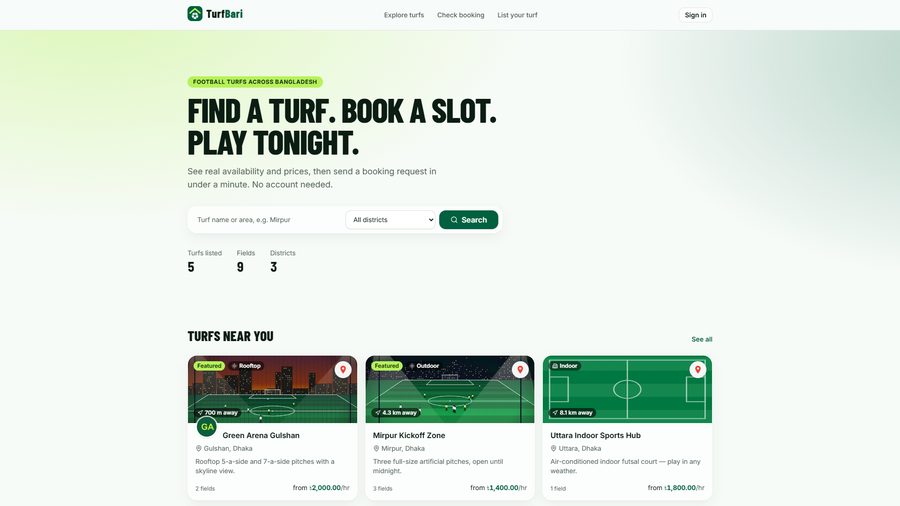 TurfBari
Explore turfs
Check booking
List your turf
Sign in
FOOTBALL TURFS ACROSS BANGLADESH
FIND A TURF. BOOK A SLOT.
PLAY TONIGHT.
See real availability and prices, then send a booking request in
under a minute. No account needed.
Turf name or area, e.g. Mirpur
All districts
Search
Turfs listed
Fields
Districts
5
9
3
TURFS NEAR YOU
See all
Featured
Rooftop
700 m away
GA
Green Arena Gulshan
Gulshan, Dhaka
Rooftop 5-a-side and 7-a-side pitches with a
skyline view.
2 fields
from ৳2,000.00/hr
Featured
Outdoor
4.3 km away
Mirpur Kickoff Zone
Mirpur, Dhaka
Three full-size artificial pitches, open until
midnight.
3 fields
from ৳1,400.00/hr
Indoor
8.1 km away
Uttara Indoor Sports Hub
Uttara, Dhaka
Air-conditioned indoor futsal court — play in any
weather.
1 field
from ৳1,800.00/hr